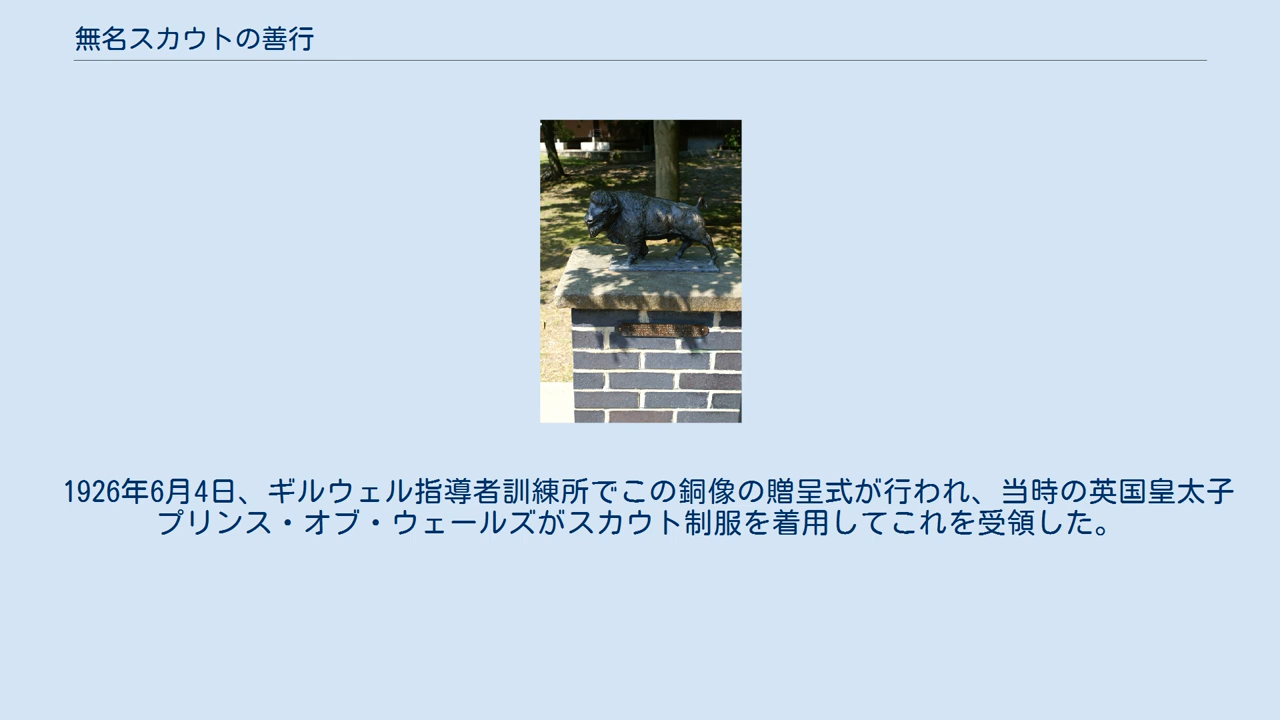 無名スカウトの善行
1926年6月4日、ギルウェル指導者訓練所でこの銅像の贈呈式が行われ、当時の英国皇太子
プリンス・オブ・ウェールズがスカウト制服を着用してこれを受領した。